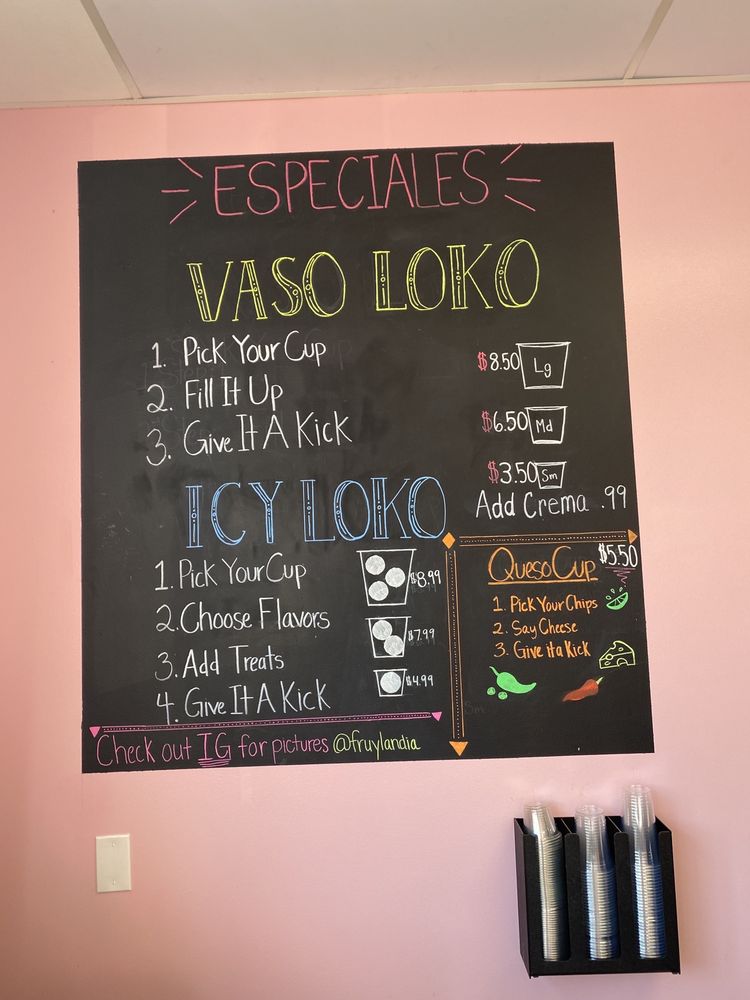 ESPECIALES
VASO LOKO
1. Pick Your Cup
2. Fill It Up
3. Give It A Kick
$8.50 Lg
$6.50 Md
$3.50 Sm
Add Crema .99
ICY LOKO
1. Pick Your Cup
2. Choose Flavors
3. Add Treats
4. Give It A Kick
$8.99
$7.99
$4.99
Queso Cup $5.50
1. Pick Your Chips
2. Say Cheese
3. Give it a Kick
Check out IG for pictures @fruylandia